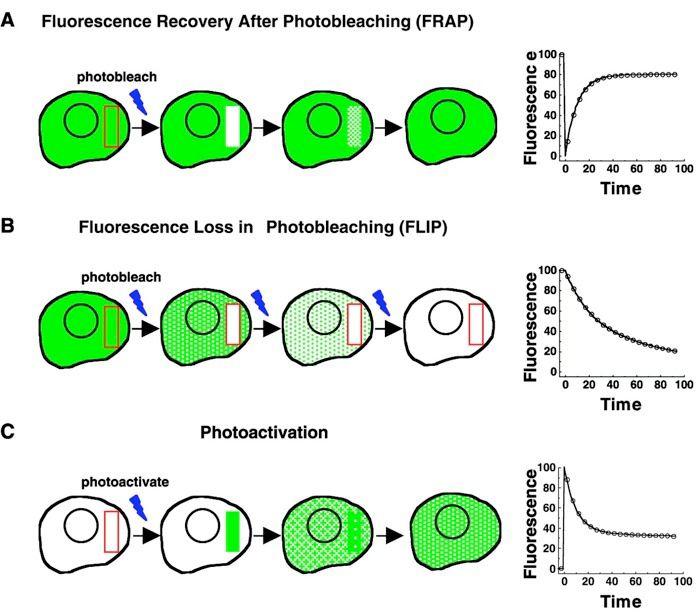 A Fluorescence Recovery After Photobleaching (FRAP)
photobleach
Fluorescenc e
100
80
60
40
20
0
0 20 40 60 80 100
Time
B Fluorescence Loss in Photobleaching (FLIP)
photobleach
Fluorescence
100
80
60
40
20
0
0 20 40 60 80 100
Time
C Photoactivation
photoactivate
Fluorescence
100
80
60
40
20
0
0 20 40 60 80 100
Time